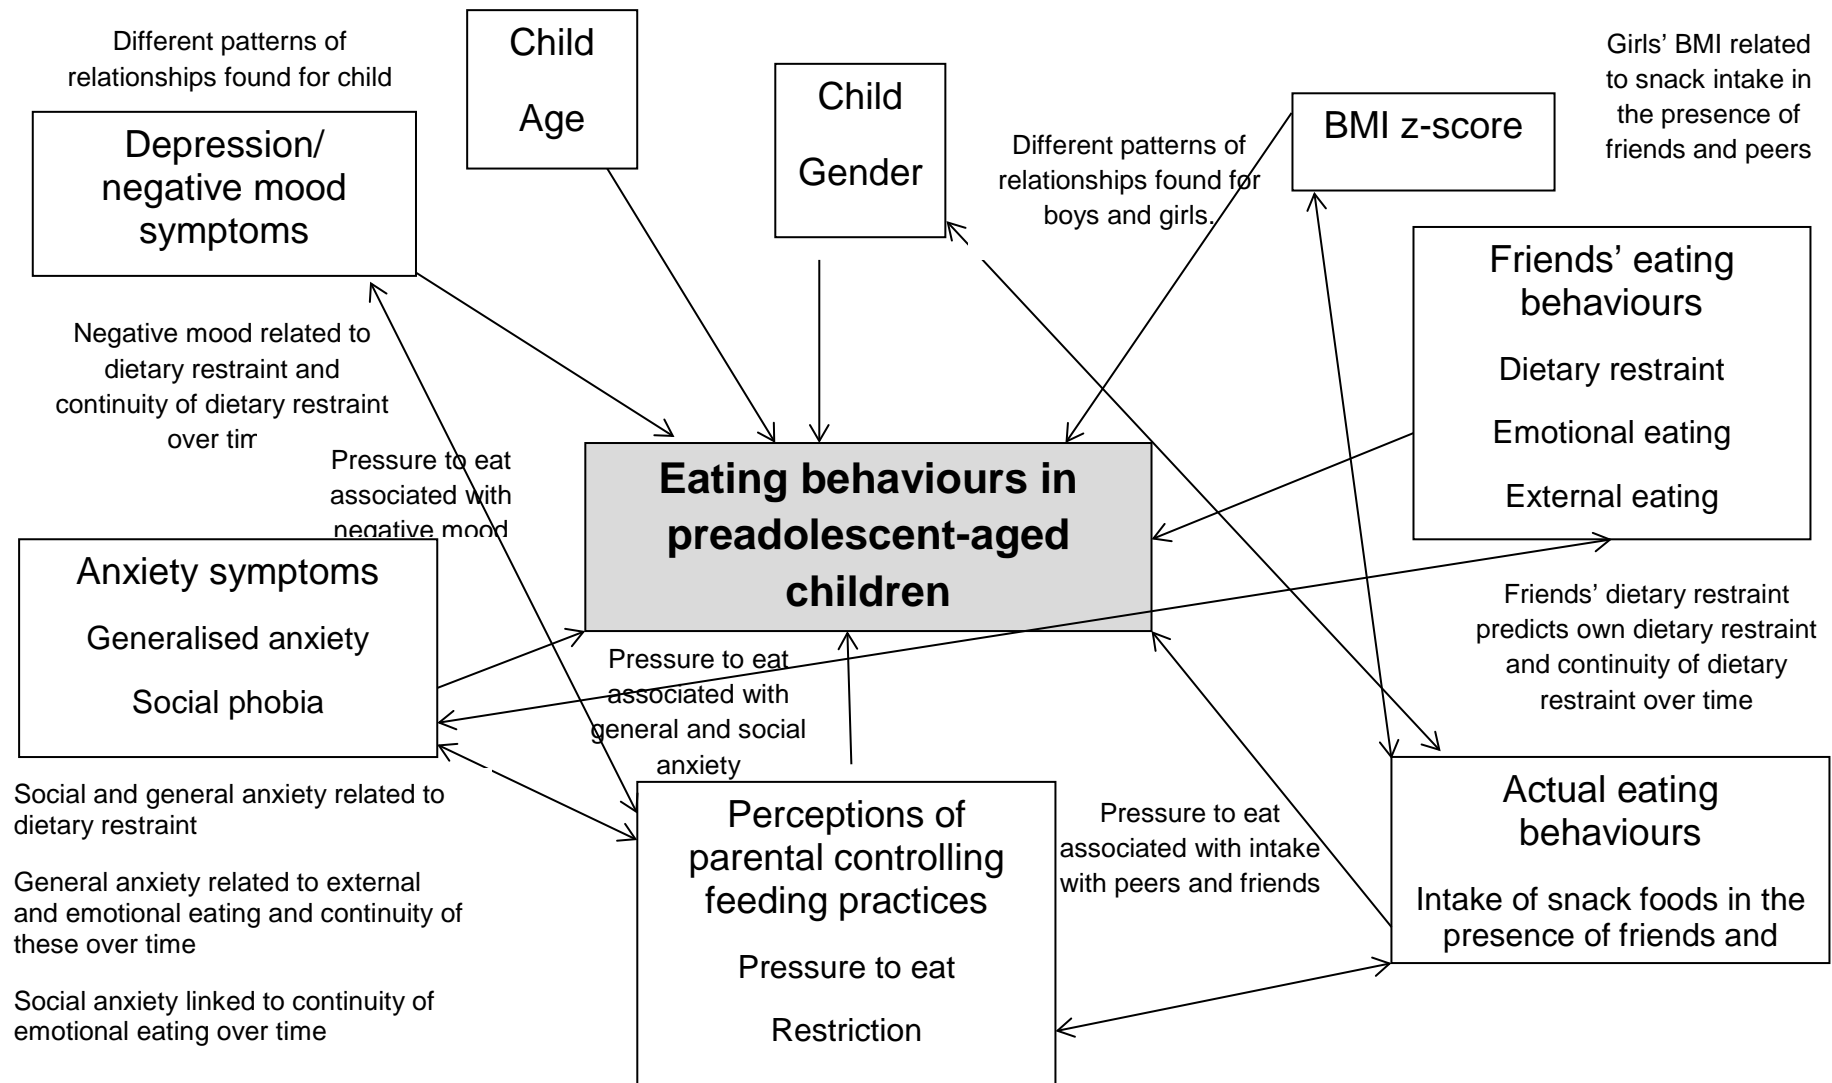 Different patterns of
relationships found for child
Child
Age
Child
Gender
Different patterns of
relationships found for
boys and girls.
BMI z-score
Girls’ BMI related
to snack intake in
the presence of
friends and peers
Depression/
negative mood
symptoms
Friends’ eating
behaviours
Dietary restraint
Emotional eating
External eating
Negative mood related to
dietary restraint and
continuity of dietary restraint
over tim
Pressure to eat
associated with
negative mood
Eating behaviours in
preadolescent-aged
children
Anxiety symptoms
Generalised anxiety
Social phobia
Friends’ dietary restraint
predicts own dietary restraint
and continuity of dietary
restraint over time
Pressure to eat
associated with
general and social
anxiety
Social and general anxiety related to
dietary restraint
General anxiety related to external
and emotional eating and continuity of
these over time
Social anxiety linked to continuity of
emotional eating over time
Perceptions of
parental controlling
feeding practices
Pressure to eat
Restriction
Pressure to eat
associated with intake
with peers and friends
Actual eating
behaviours
Intake of snack foods in the
presence of friends and